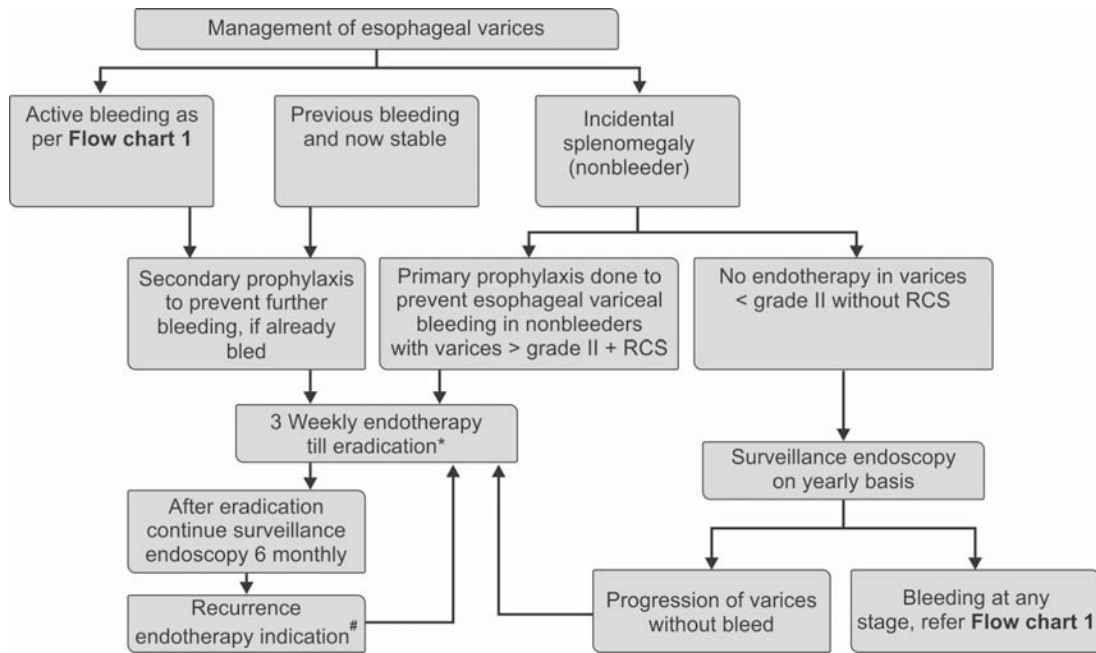 Management of esophageal varices
Active bleeding as
per Flow chart 1
Previous bleeding
and now stable
Incidental
splenomegaly
(nonbleeder)
Secondary prophylaxis
to prevent further
bleeding, if already
bled
Primary prophylaxis done to
prevent esophageal variceal
bleeding in nonbleeders
with varices > grade II + RCS
No endotherapy in varices
< grade II without RCS
3 Weekly endotherapy
till eradication*
Surveillance endoscopy
on yearly basis
After eradication
continue surveillance
endoscopy 6 monthly
Recurrence
endotherapy indication#
Progression of varices
without bleed
Bleeding at any
stage, refer Flow chart 1